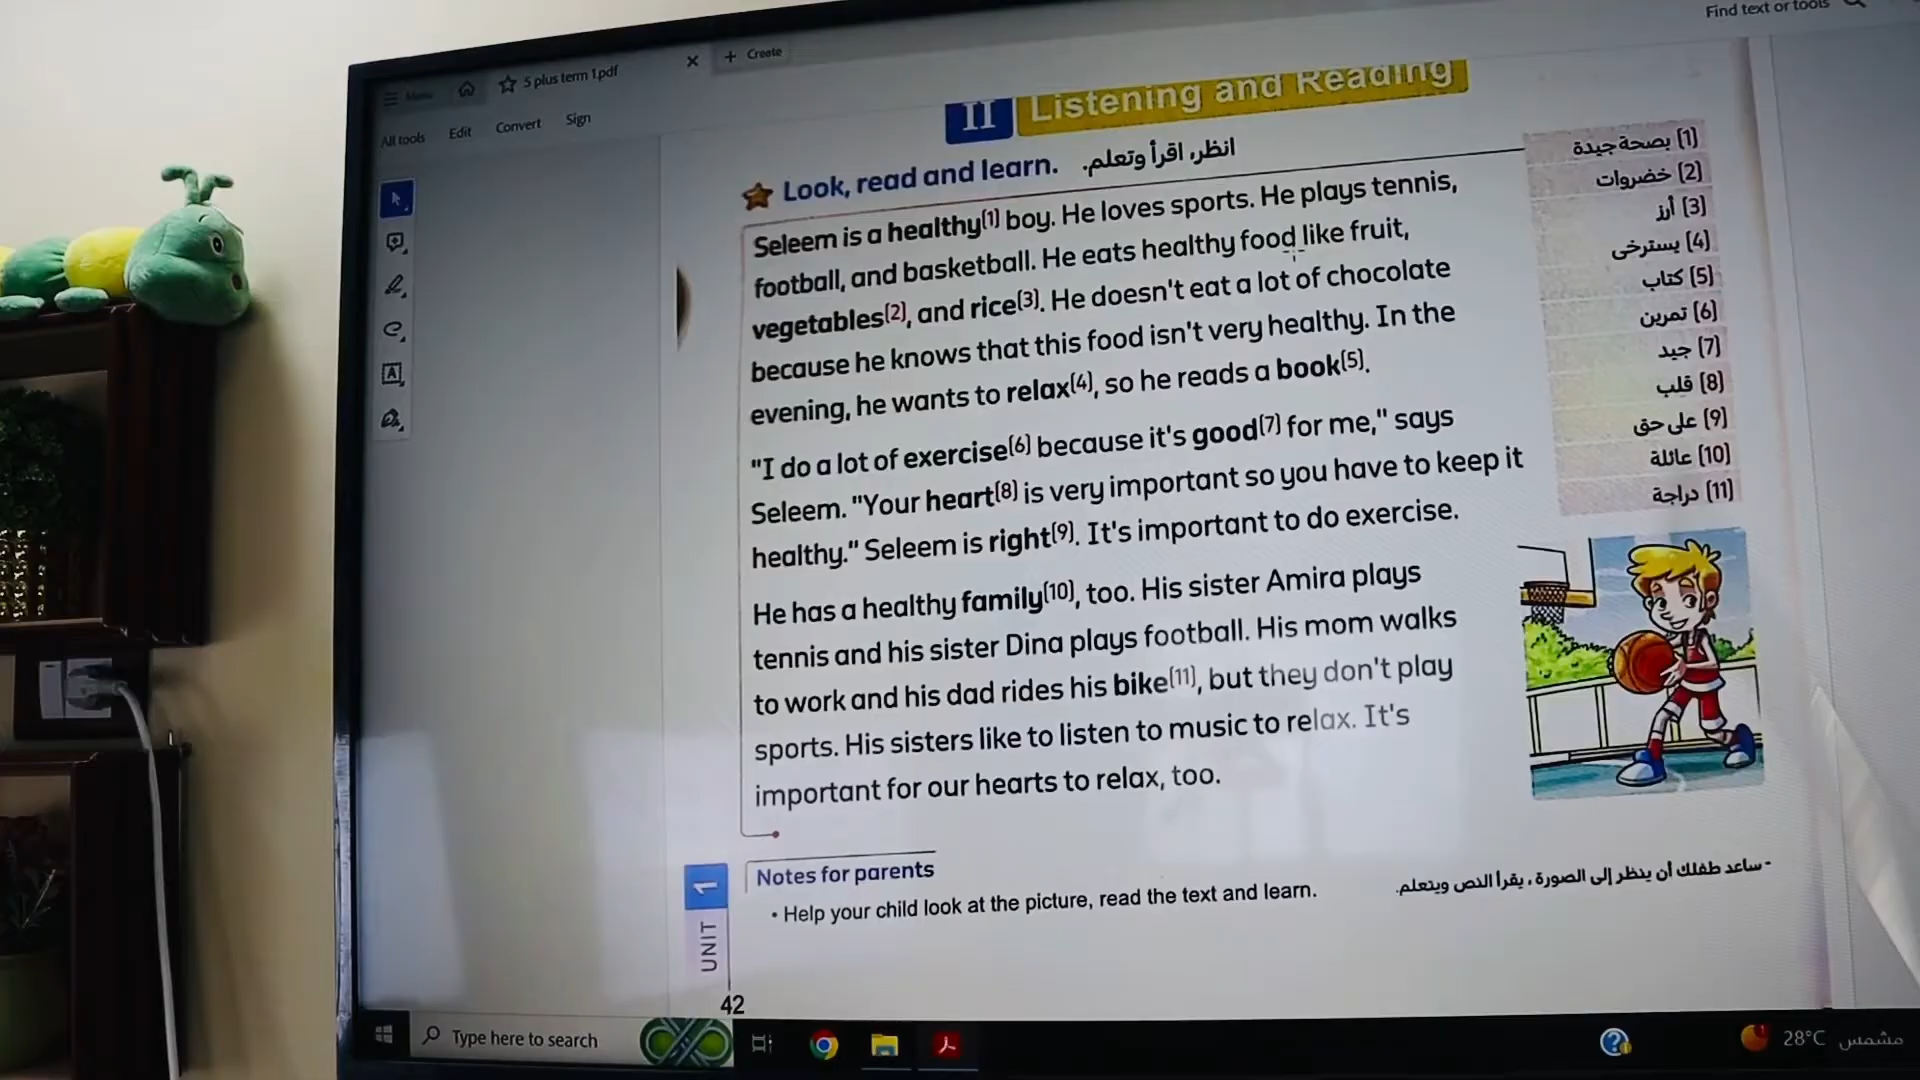 Find text or tools
Menu
5 plus term 1.pdf
Create
All tools
Edit
Convert
Sign
II Listening and Reading
Look, read and learn. انظر، اقرأ وتعلم.
Seleem is a healthy[1] boy. He loves sports. He plays tennis,
football, and basketball. He eats healthy food like fruit,
vegetables[2], and rice[3]. He doesn't eat a lot of chocolate
because he knows that this food isn't very healthy. In the
evening, he wants to relax[4], so he reads a book[5].
"I do a lot of exercise[6] because it's good[7] for me," says
Seleem. "Your heart[8] is very important so you have to keep it
healthy." Seleem is right[9]. It's important to do exercise.
He has a healthy family[10], too. His sister Amira plays
tennis and his sister Dina plays football. His mom walks
to work and his dad rides his bike[11], but they don't play
sports. His sisters like to listen to music to relax. It's
important for our hearts to relax, too.
[1] بصحة جيدة
[2] خضروات
[3] أرز
[4] يسترخى
[5] كتاب
[6] تمرين
[7] جيد
[8] قلب
[9] على حق
[10] عائلة
[11] دراجة
Notes for parents
• Help your child look at the picture, read the text and learn.
- ساعد طفلك أن ينظر إلى الصورة، يقرأ النص ويتعلم.
UNIT 1
42
Type here to search
28°C مشمس